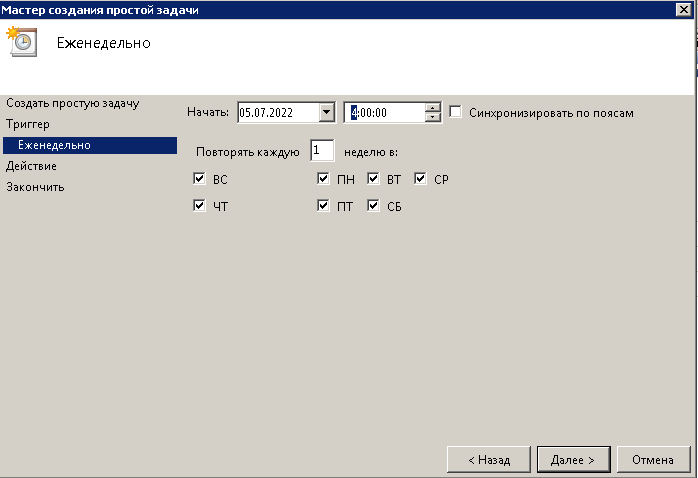 Мастер создания простой задачи
Еженедельно
Создать простую задачу
Триггер
Еженедельно
Действие
Закончить
Начать: 05.07.2022 4:00:00 Синхронизировать по поясам
Повторять каждую 1 неделю в:
ВС ПН ВТ СР
ЧТ ПТ СБ
< Назад Далее > Отмена